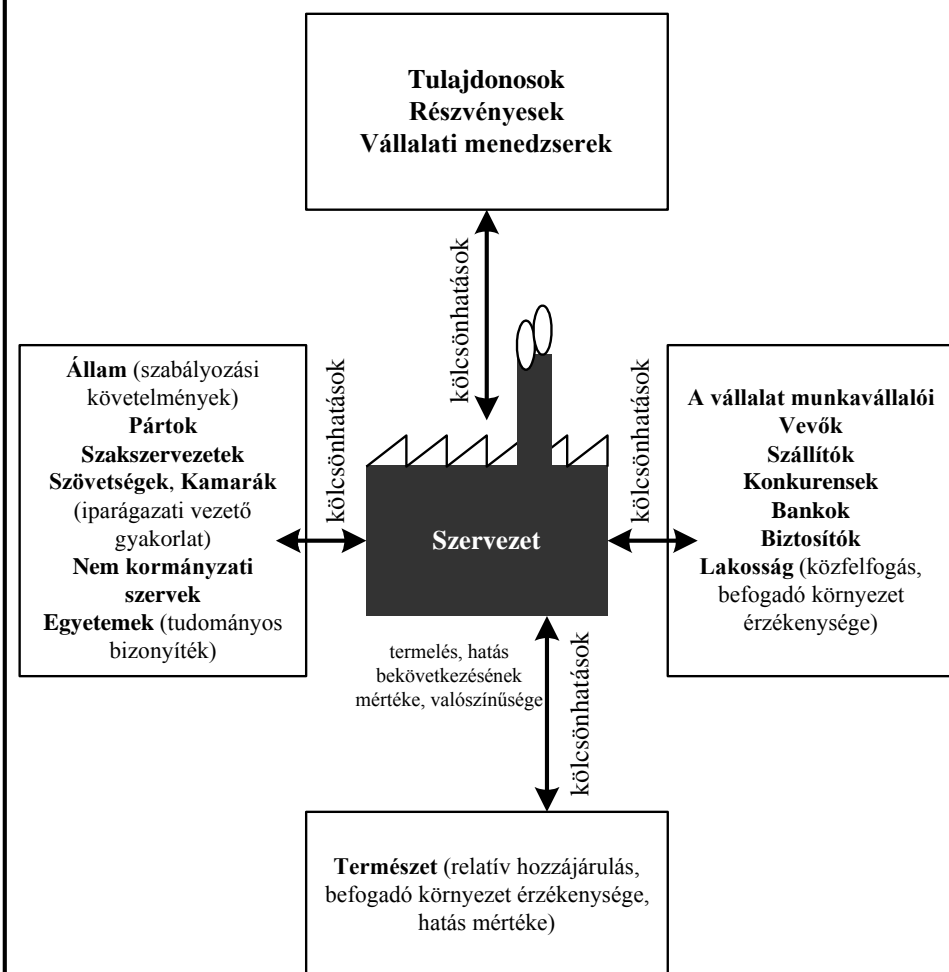 Tulajdonosok
Részvényesek
Vállalati menedzserek
kölcsönhatások
Állam (szabályozási
követelmények)
Pártok
Szakszervezetek
Szövetségek, Kamarák
(iparágazati vezető
gyakorlat)
Nem kormányzati
szervek
Egyetemek (tudományos
bizonyíték)
kölcsönhatások
Szervezet
kölcsönhatások
A vállalat munkavállalói
Vevők
Szállítók
Konkurensek
Bankok
Biztosítók
Lakosság (közfelfogás,
befogadó környezet
érzékenysége)
termelés, hatás
bekövetkezésének
mértéke, valószínűsége
kölcsönhatások
Természet (relatív hozzájárulás,
befogadó környezet érzékenysége,
hatás mértéke)